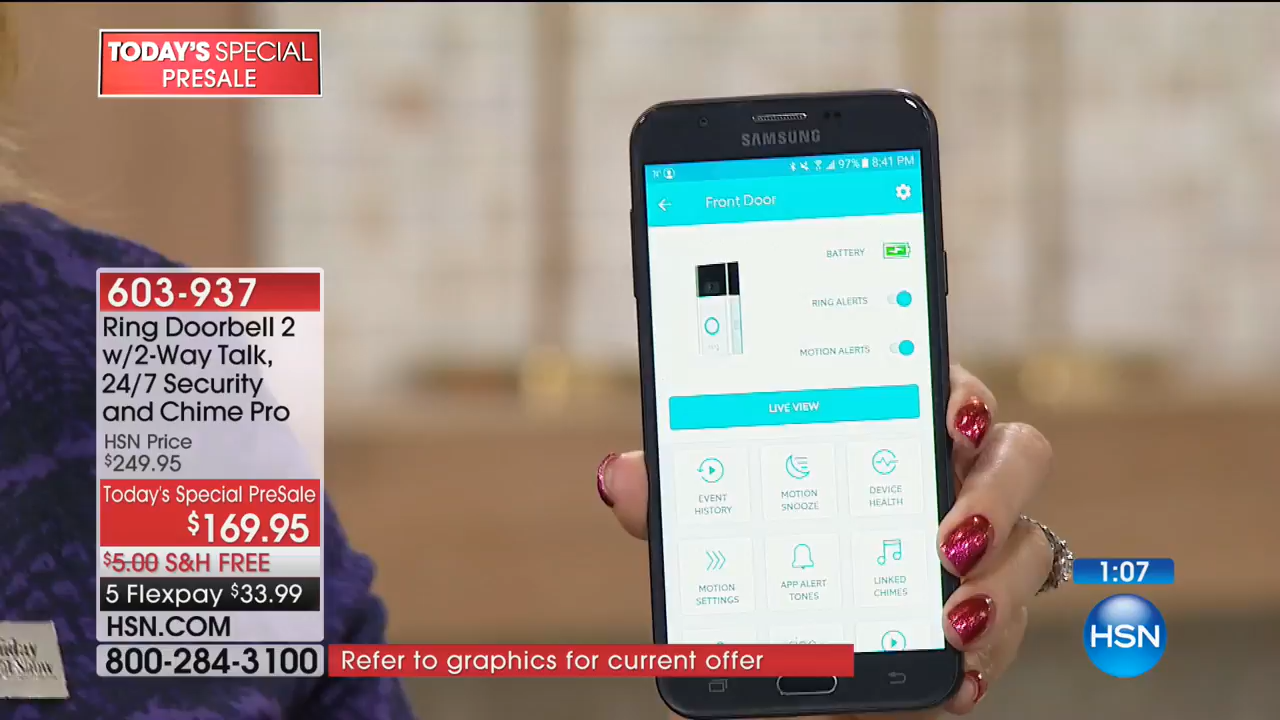 TODAY'S SPECIAL
PRESALE
603-937
Ring Doorbell 2
w/2-Way Talk,
24/7 Security
and Chime Pro
HSN Price
$249.95
Today's Special PreSale
$169.95
$5.00 S&H FREE
5 Flexpay $33.99
HSN.COM
800-284-3100
Refer to graphics for current offer
SAMSUNG
97% 8:41 PM
Front Door
BATTERY
RING ALERTS
MOTION ALERTS
LIVE VIEW
EVENT
HISTORY
MOTION
SNOOZE
DEVICE
HEALTH
MOTION
SETTINGS
APP ALERT
TONES
LINKED
CHIMES
1:07
HSN